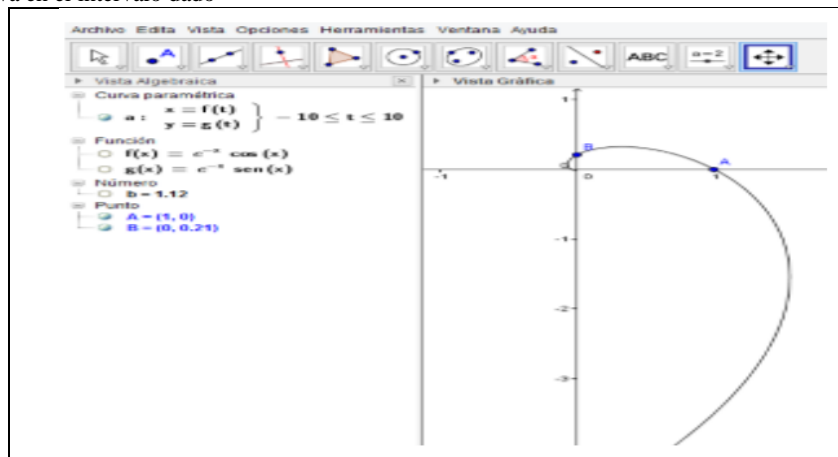 va en el intervalo dado
Archivo Edita Vista Opciones Herramientas Ventana Ayuda
A
ABC
a=2
Vista Algebraica
Vista Gráfica
Curva paramétrica
a: x = f(t)
y = g(t) } − 10 ≤ t ≤ 10
Función
f(x) = e⁻ˣ cos (x)
g(x) = e⁻ˣ sen (x)
Número
b = 1.12
Punto
A = (1, 0)
B = (0, 0.21)
1
B
a
A
-1
0
1
-1
-2
-3